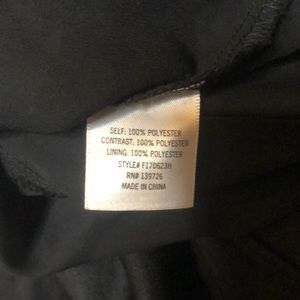 SELF: 100% POLYESTER
CONTRAST: 100% POLYESTER
LINING: 100% POLYESTER
STYLE# F17D623H
RN# 139726
MADE IN CHINA